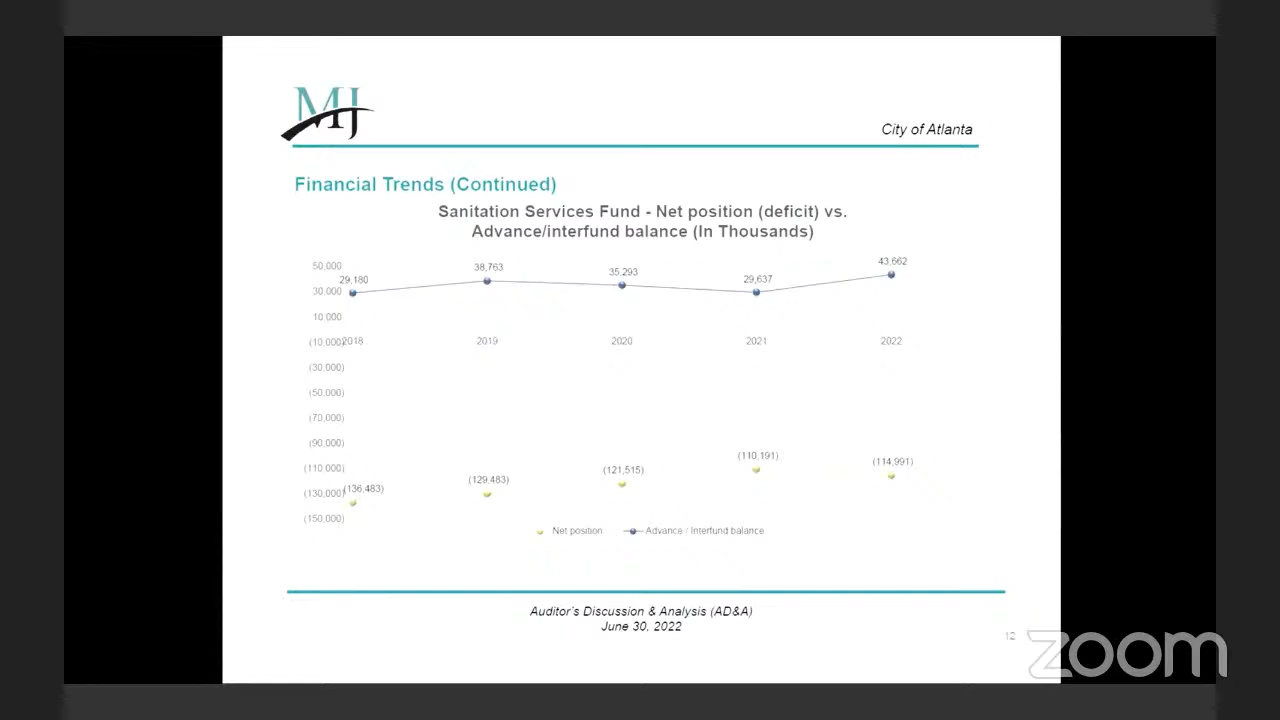 MJ
City of Atlanta
Financial Trends (Continued)
Sanitation Services Fund - Net position (deficit) vs.
Advance/interfund balance (In Thousands)
50,000
30,000
10,000
(10,000)
(30,000)
(50,000)
(70,000)
(90,000)
(110,000)
(130,000)
(150,000)
29,180
38,763
35,293
29,637
43,662
2018
2019
2020
2021
2022
(136,483)
(129,483)
(121,515)
(110,191)
(114,991)
Net position
Advance / Interfund balance
Auditor's Discussion & Analysis (AD&A)
June 30, 2022
12
zoom